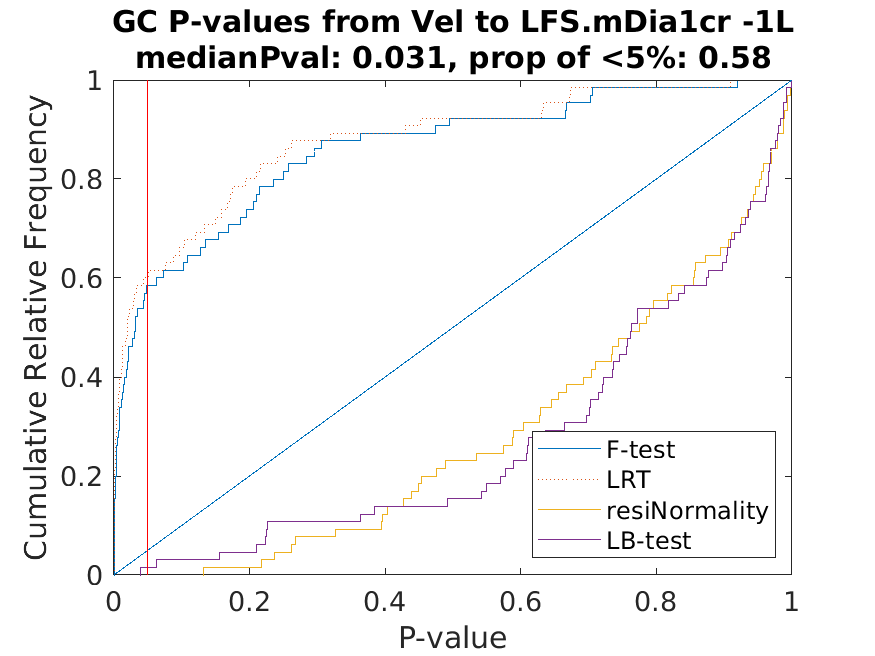 GC P-values from Vel to LFS.mDia1cr -1L
medianPval: 0.031, prop of <5%: 0.58
Cumulative Relative Frequency
1
0.8
0.6
0.4
0.2
0
F-test
LRT
resiNormality
LB-test
0 0.2 0.4 0.6 0.8 1
P-value